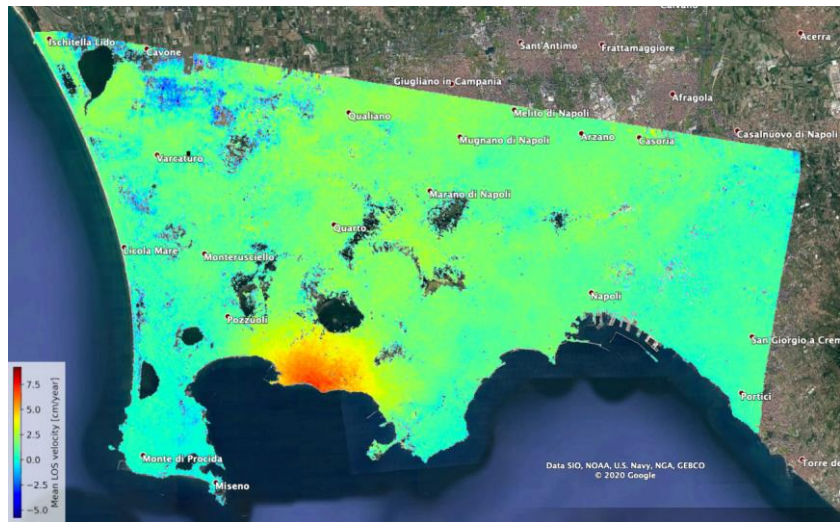 Ischitella Lido
Cavone
Sant'Antimo
Frattamaggiore
Acerra
Giugliano in Campania
Afragola
Qualiano
Melito di Napoli
Mugnano di Napoli
Arzano
Casoria
Casalnuovo di Napoli
Varcaturo
Marano di Napoli
Quarto
Licola Mare
Monterusciello
Napoli
Pozzuoli
San Giorgio a Crem
Portici
Monte di Procida
Miseno
Torre de
7.5
5.0
2.5
0.0
-2.5
-5.0
Mean LOS velocity [cm/year]
Data SIO, NOAA, U.S. Navy, NGA, GEBCO
© 2020 Google